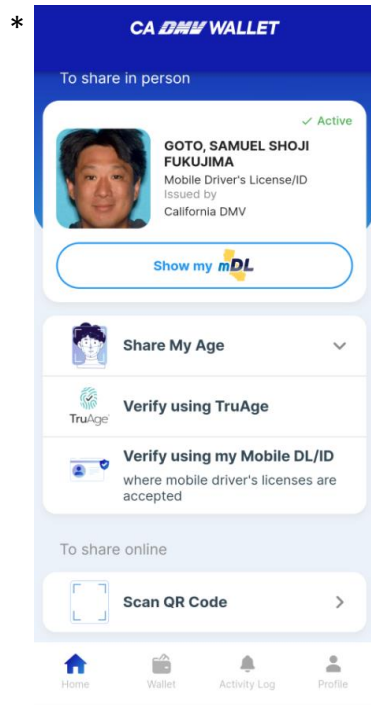 *
CA DMV WALLET
To share in person
✓ Active
GOTO, SAMUEL SHOJI
FUKUJIMA
Mobile Driver's License/ID
Issued
by
California DMV
Show my mDL
Share My Age
TruAge
Verify using TruAge
Verify using my Mobile DL/ID
where mobile driver's licenses are
accepted
To share online
Scan QR Code
Home Wallet Activity Log Profile